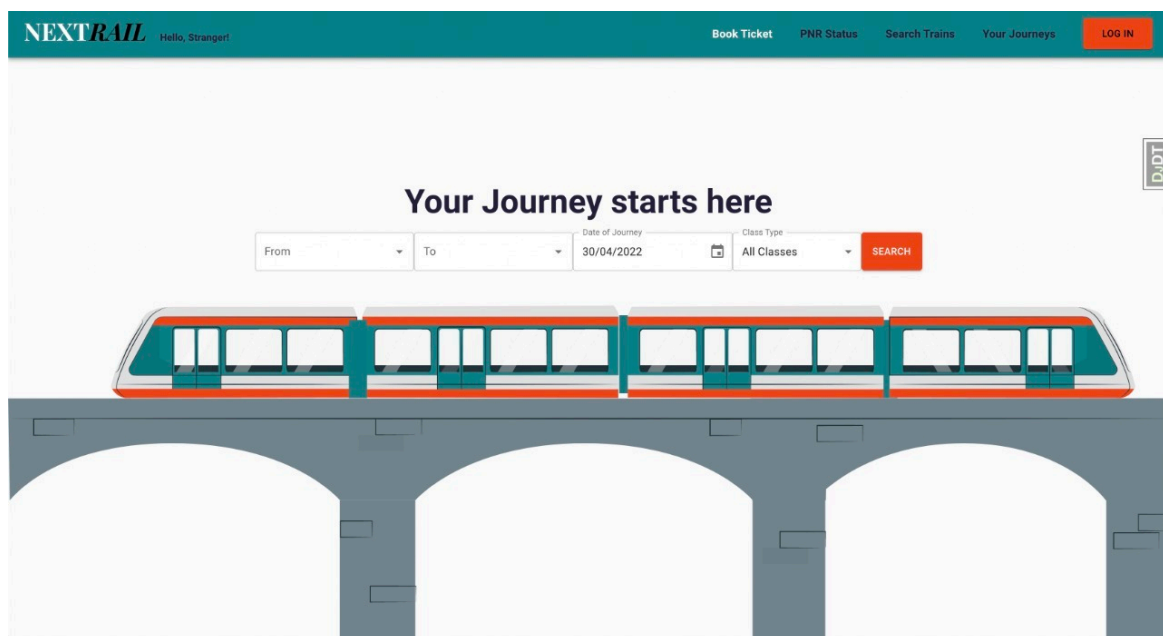 NEXTRAIL Hello, Stranger! Book Ticket PNR Status Search Trains Your Journeys LOG IN
DJDT
Your Journey starts here
Date of Journey Class Type
From To 30/04/2022 All Classes SEARCH